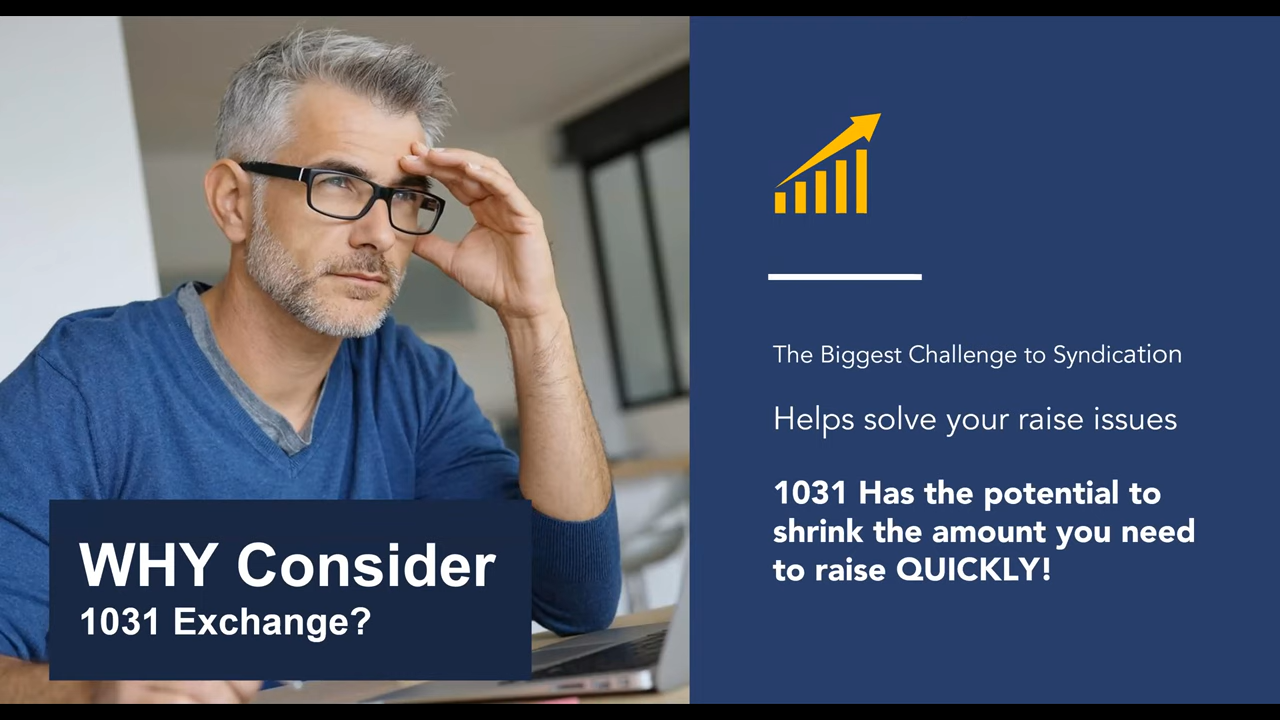 WHY Consider
1031 Exchange?
The Biggest Challenge to Syndication
Helps solve your raise issues
1031 Has the potential to
shrink the amount you need
to raise QUICKLY!